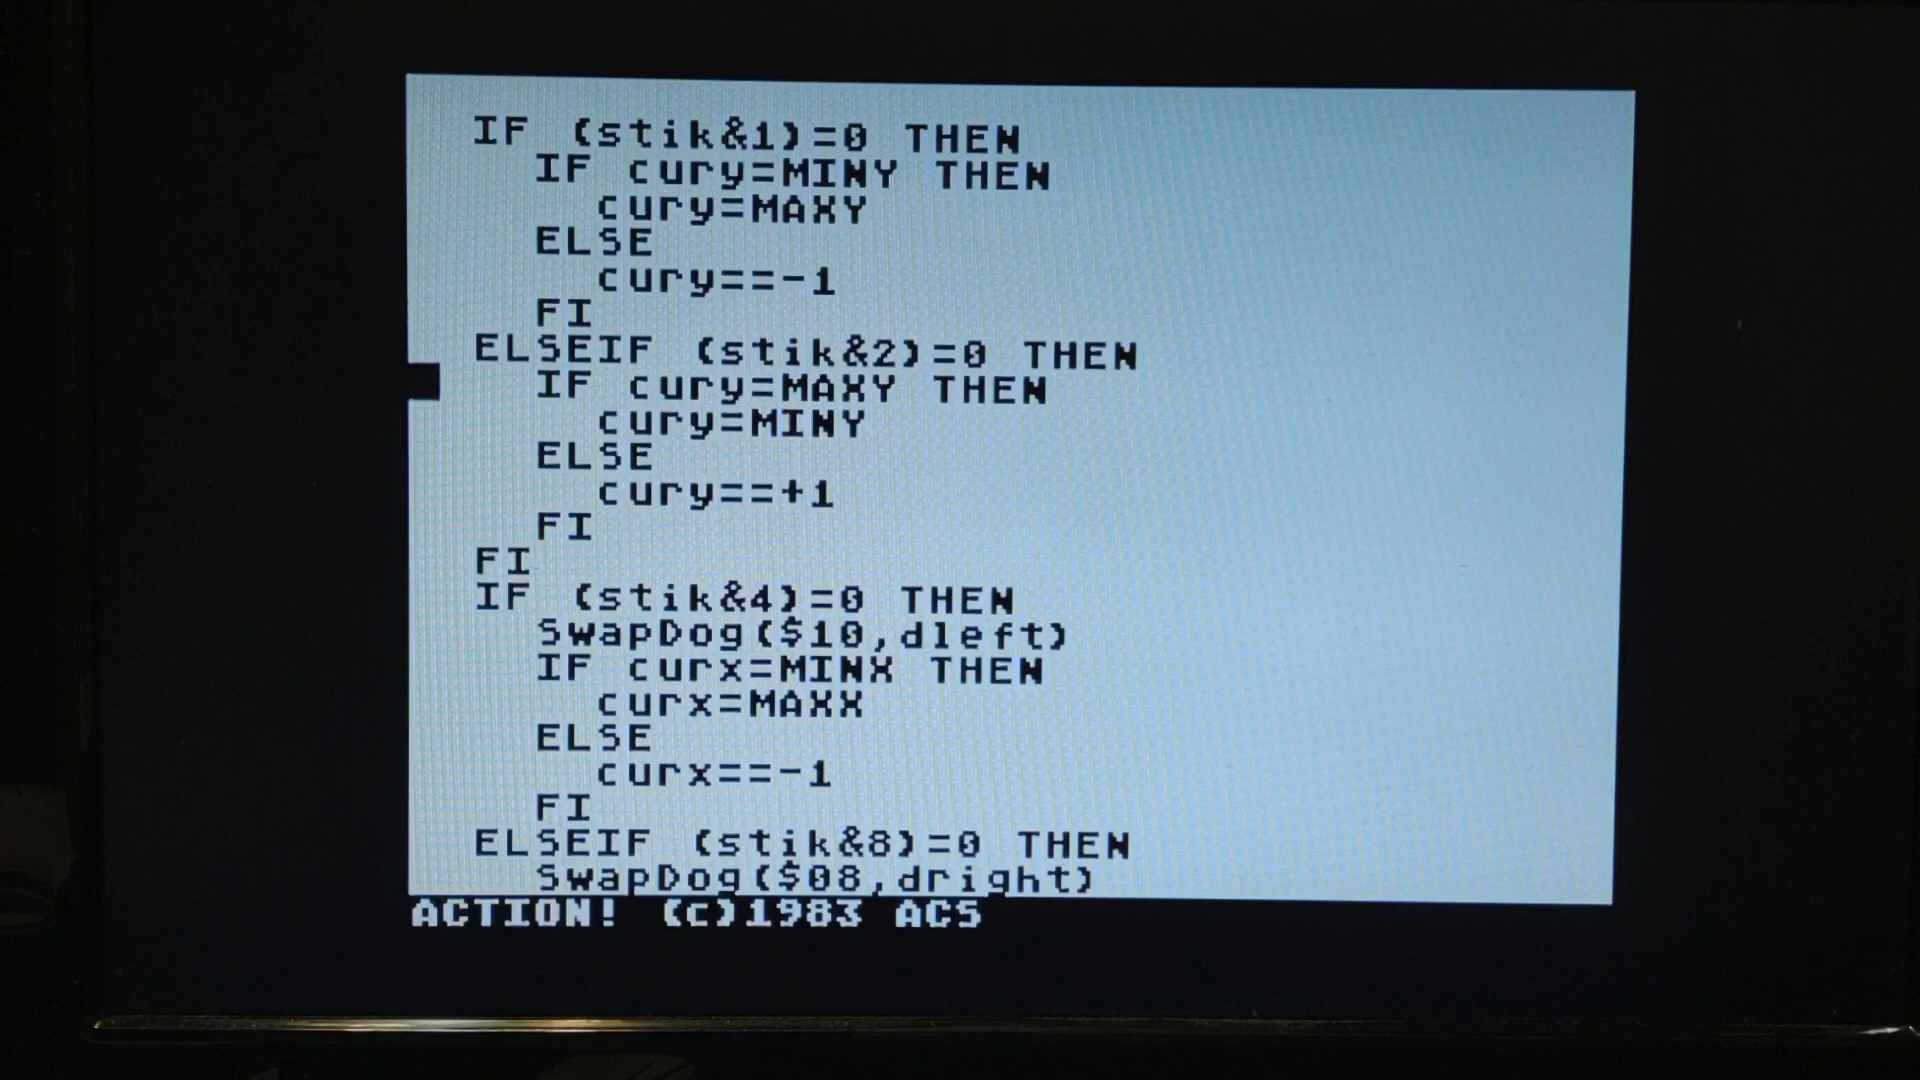 IF (stik&1)=0 THEN
IF cury=MINY THEN
cury=MAXY
ELSE
cury==-1
FI
ELSEIF (stik&2)=0 THEN
IF cury=MAXY THEN
cury=MINY
ELSE
cury==+1
FI
FI
IF (stik&4)=0 THEN
SwapDog($10,dleft)
IF curx=MINX THEN
curx=MAXX
ELSE
curx==-1
FI
ELSEIF (stik&8)=0 THEN
SwapDog($08,dright)
ACTION! (c)1983 ACS